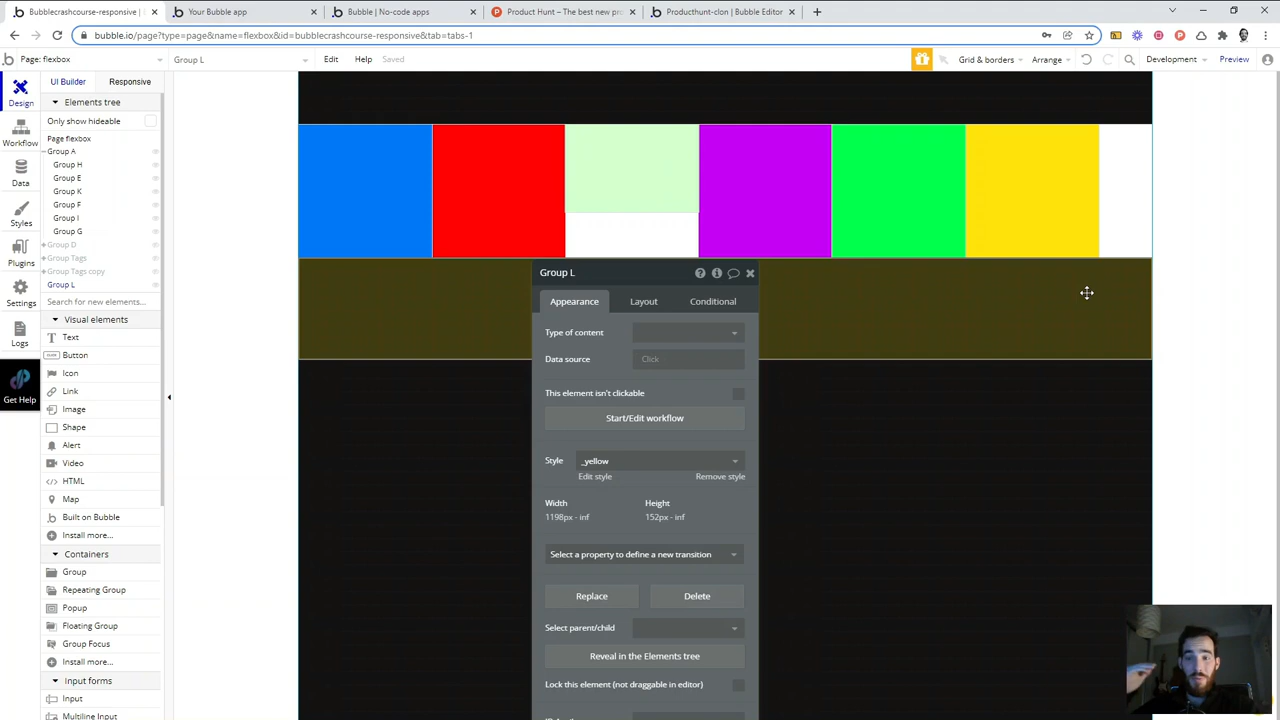 Bubblecrashcourse-responsive |
Your Bubble app
Bubble | No-code apps
Product Hunt – The best new pro
Producthunt-clon | Bubble Editor
bubble.io/page?type=page&name=flexbox&id=bubblecrashcourse-responsive&tab=tabs-1
Page: flexbox
Group L
Edit
Help
Saved
Grid & borders
Arrange
Development
Preview
Design
Workflow
Data
Styles
Plugins
Settings
Logs
Get Help
UI Builder
Responsive
Elements tree
Only show hideable
Page flexbox
Group A
Group H
Group E
Group K
Group F
Group I
Group G
Group D
Group Tags
Group Tags copy
Group L
Search for new elements...
Visual elements
Text
Button
Icon
Link
Image
Shape
Alert
Video
HTML
Map
Built on Bubble
Install more...
Containers
Group
Repeating Group
Popup
Floating Group
Group Focus
Install more...
Input forms
Input
Multiline Input
Group L
Appearance
Layout
Conditional
Type of content
Data source
Click
This element isn't clickable
Start/Edit workflow
Style
_yellow
Edit style
Remove style
Width
Height
1198px - inf
152px - inf
Select a property to define a new transition
Replace
Delete
Select parent/child
Reveal in the Elements tree
Lock this element (not draggable in editor)